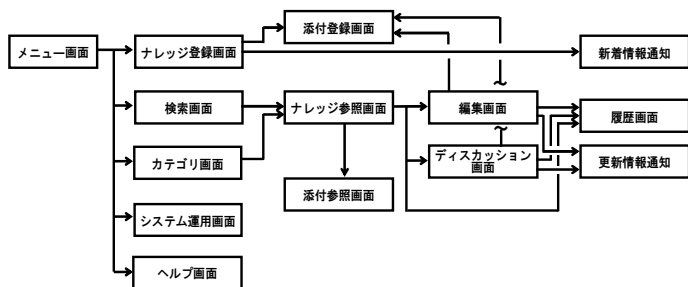 添付登録画面
メニュー画面
ナレッジ登録画面
新着情報通知
検索画面
ナレッジ参照画面
編集画面
履歴画面
カテゴリ画面
ディスカッション
画面
更新情報通知
添付参照画面
システム運用画面
ヘルプ画面